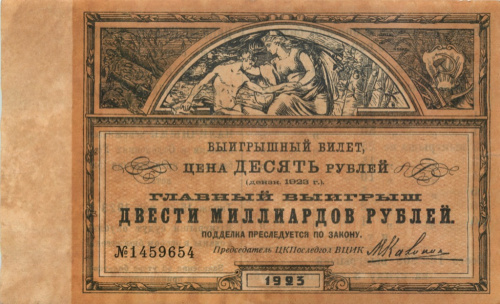 ВЫИГРЫШНЫЙ БИЛЕТ,
ЦЕНА ДЕСЯТЬ РУБЛЕЙ
(дензн. 1923 г.).
ГЛАВНЫЙ ВЫИГРЫШ
ДВЕСТИ МИЛЛИАРДОВ РУБЛЕЙ.
ПОДДЕЛКА ПРЕСЛЕДУЕТСЯ ПО ЗАКОНУ.
№1459654 Председатель ЦКПоследгол ВЦИК
1923